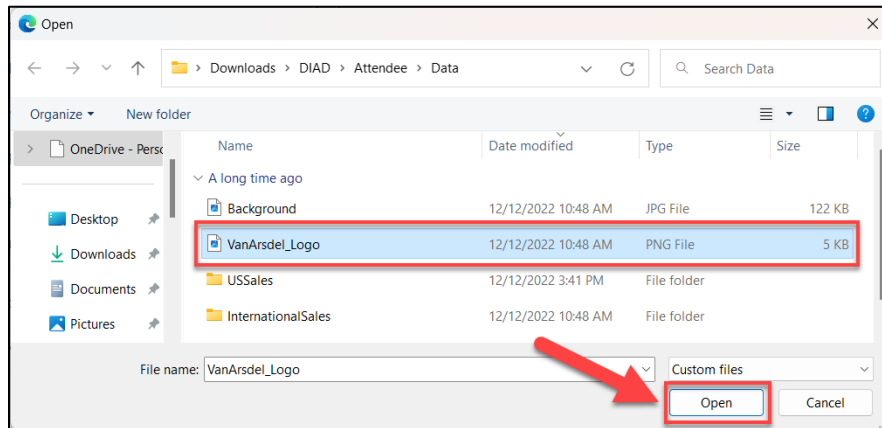 Open
Downloads > DIAD > Attendee > Data
Search Data
Organize
New folder
OneDrive - Perso
Name
Date modified
Type
Size
A long time ago
Background 12/12/2022 10:48 AM JPG File 122 KB
Desktop
VanArsdel_Logo 12/12/2022 10:48 AM PNG File 5 KB
Downloads
USSales 12/12/2022 3:41 PM File folder
Documents
InternationalSales 12/12/2022 10:48 AM File folder
Pictures
File name: VanArsdel_Logo
Custom files
Open
Cancel